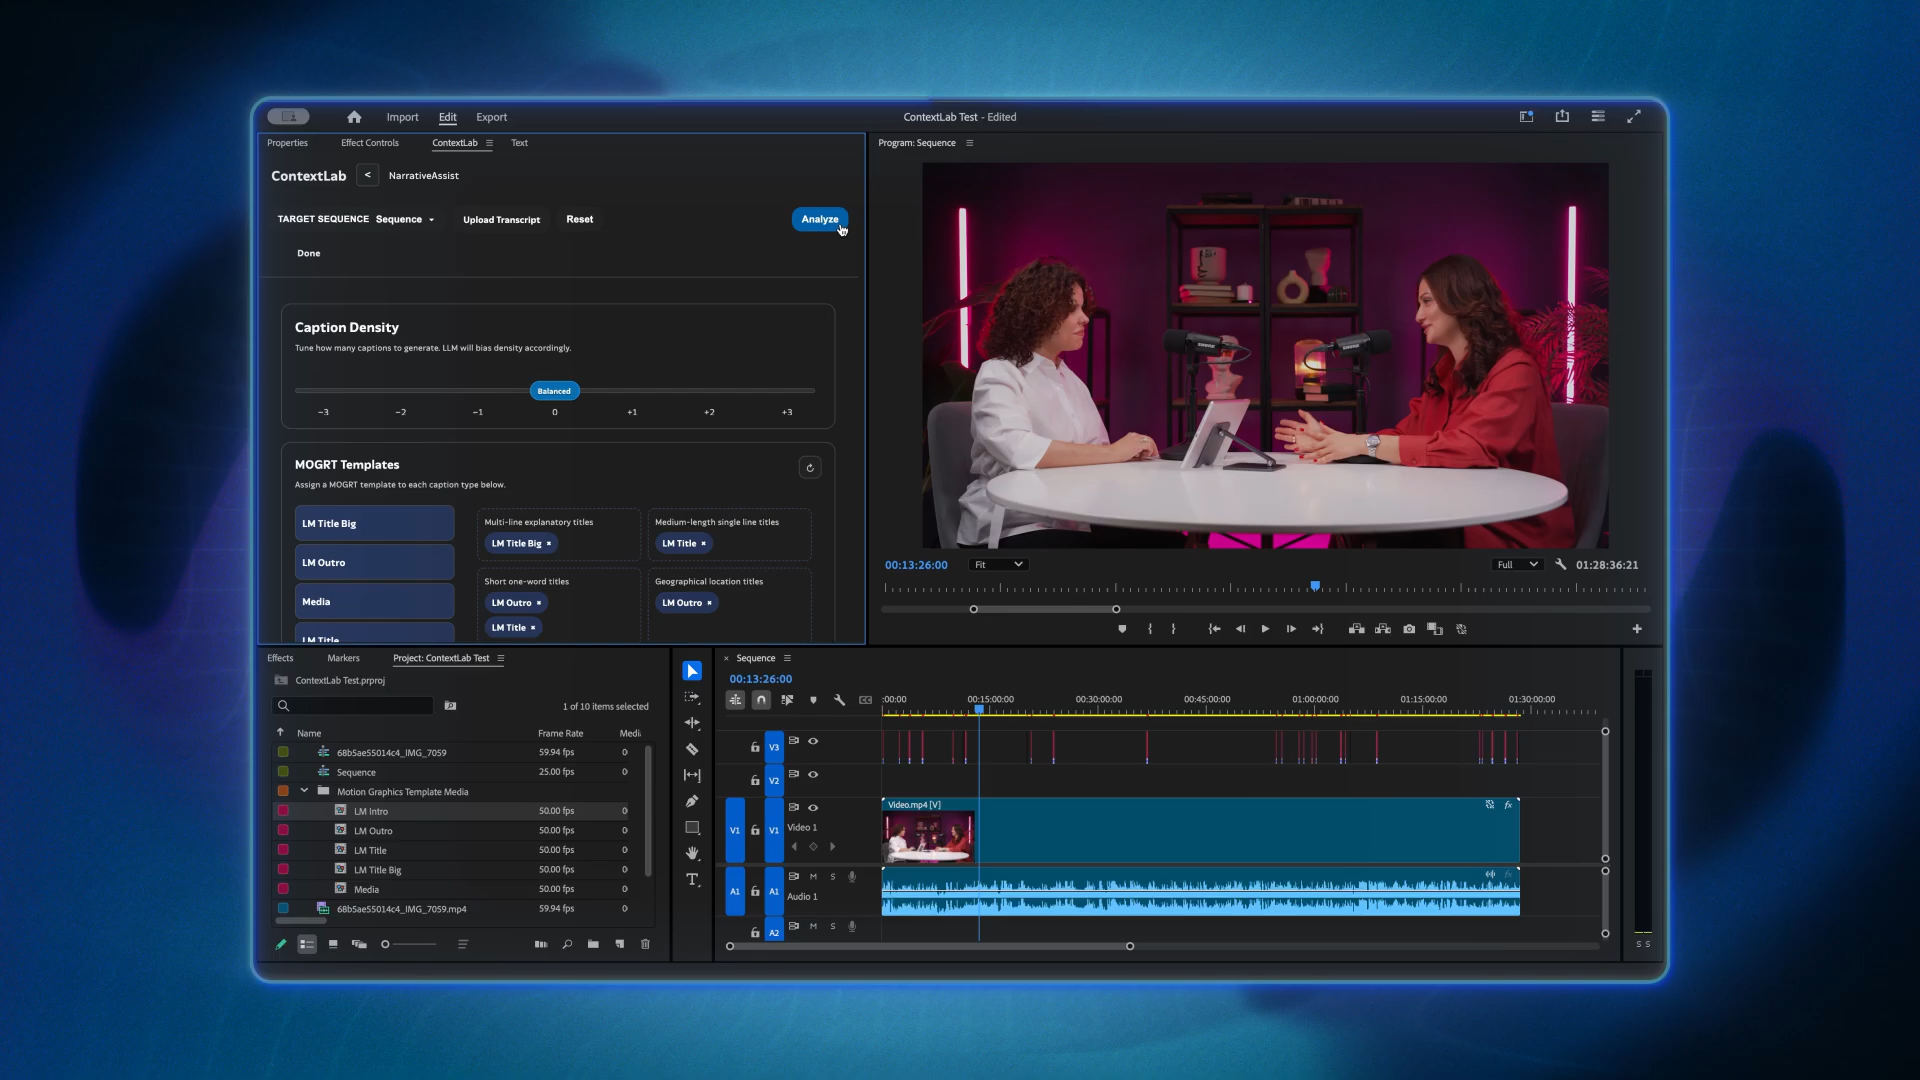 Import Edit Export
ContextLab Test - Edited
Properties Effect Controls ContextLab Text
ContextLab < NarrativeAssist
TARGET SEQUENCE Sequence Upload Transcript Reset Analyze
Done
Caption Density
Tune how many captions to generate. LLM will bias density accordingly.
Balanced
−3 −2 −1 0 +1 +2 +3
MOGRT Templates
Assign a MOGRT template to each caption type below.
LM Title Big
LM Outro
Media
LM Title
Multi-line explanatory titles
LM Title Big ×
Medium-length single line titles
LM Title ×
Short one-word titles
LM Outro ×
LM Title ×
Geographical location titles
LM Outro ×
Program: Sequence
SHURE
SHURE
00:13:26:00 Fit Full 01:28:36:21
Effects Markers Project: ContextLab Test
ContextLab Test.prproj
1 of 10 items selected
Name Frame Rate Medi
68b5ae55014c4_IMG_7059 59.94 fps 0
Sequence 25.00 fps 0
Motion Graphics Template Media
LM Intro 50.00 fps 0
LM Outro 50.00 fps 0
LM Title 50.00 fps 0
LM Title Big 50.00 fps 0
Media 50.00 fps 0
68b5ae55014c4_IMG_7059.mp4 59.94 fps 0
T
× Sequence
00:13:26:00
:00:00 00:15:00:00 00:30:00:00 00:45:00:00 01:00:00:00 01:15:00:00 01:30:00:00
V3
V2
V1 V1 Video 1
Video.mp4 [V] fx
A1 A1 M S
Audio 1
fx
A2 M S
S S